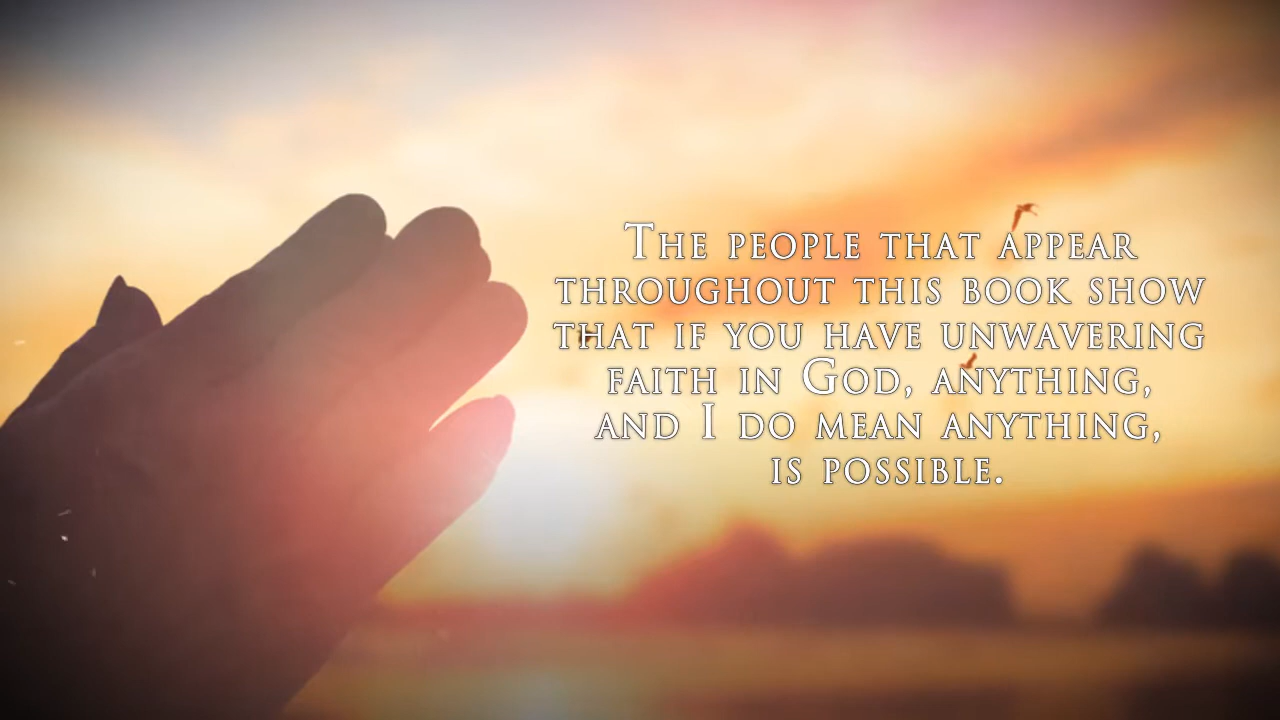 The people that appear
throughout this book show
that if you have unwavering
faith in God, anything,
and I do mean anything,
is possible.